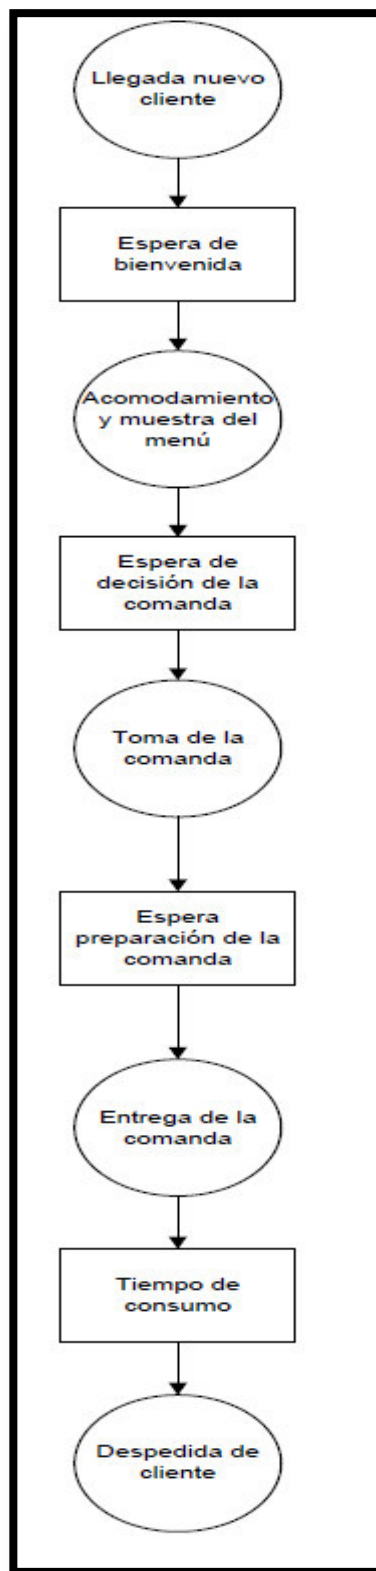 Llegada nuevo
cliente
Espera de
bienvenida
Acomodamiento
y muestra del
menú
Espera de
decisión de la
comanda
Toma de la
comanda
Espera
preparación de la
comanda
Entrega de la
comanda
Tiempo de
consumo
Despedida de
cliente